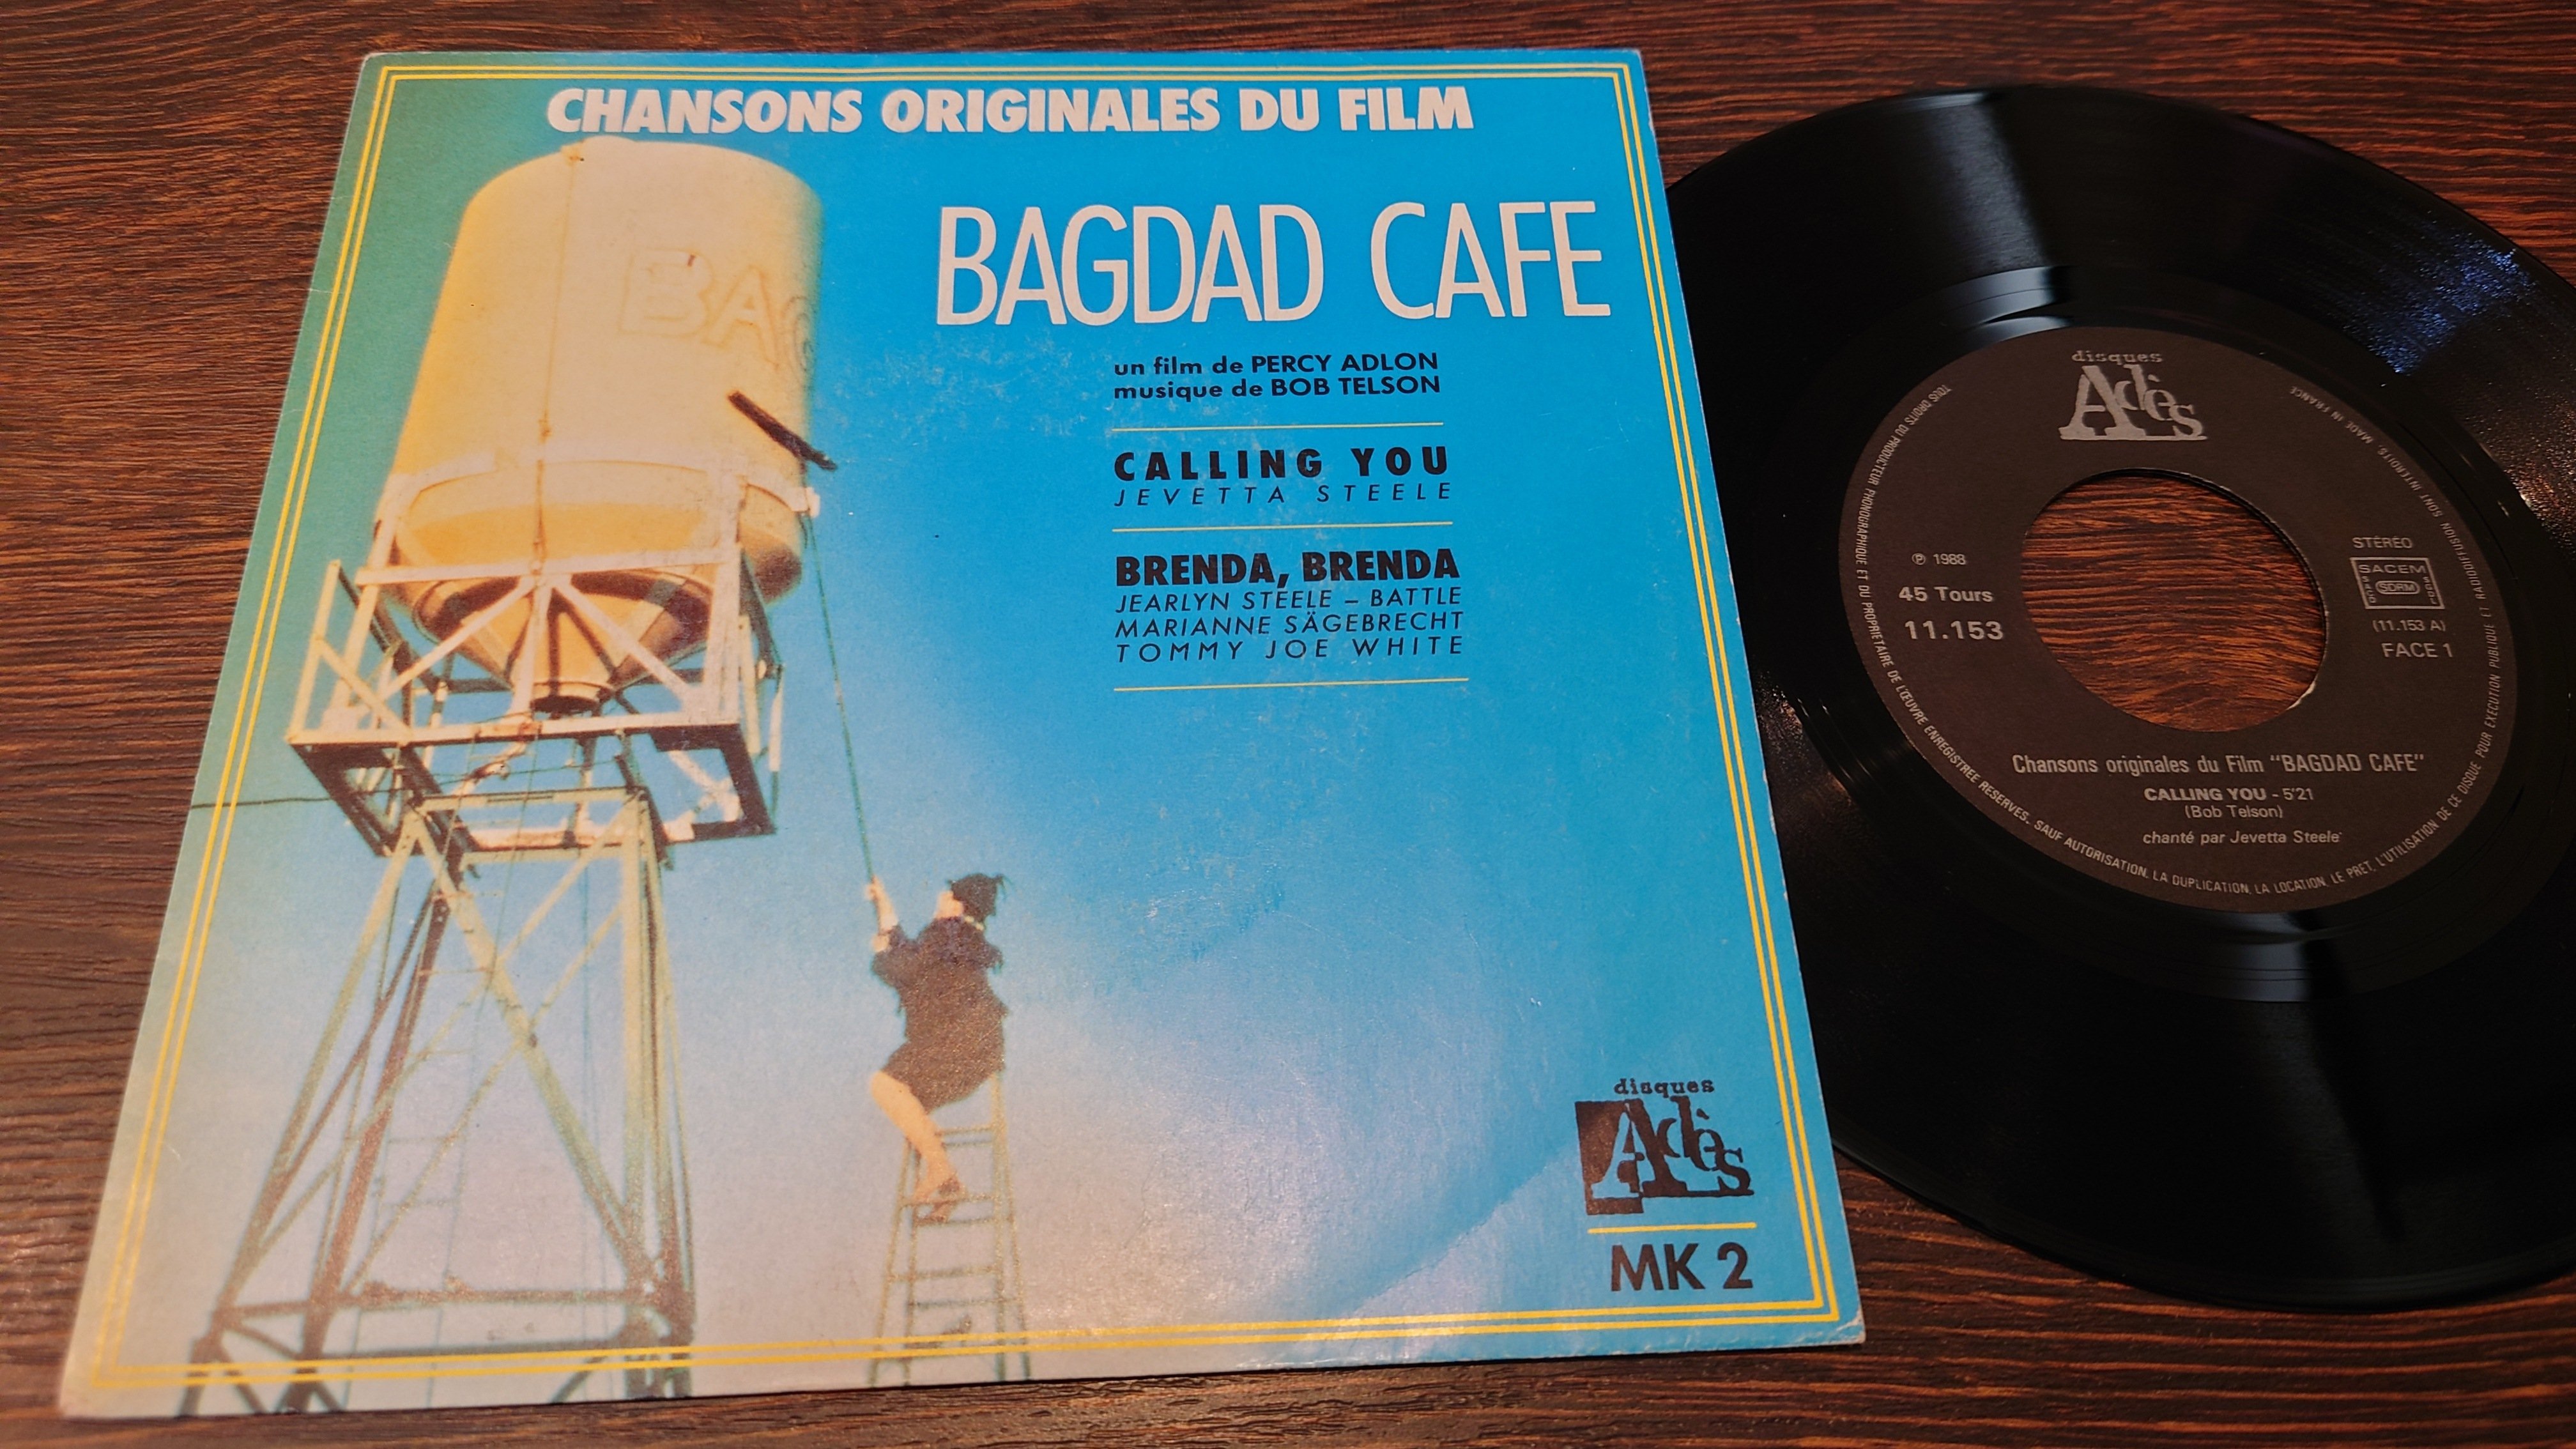 CHANSONS ORIGINALES DU FILM
BAGDAD CAFE
un film de PERCY ADLON
musique de BOB TELSON
CALLING YOU
JEVETTA STEELE
BRENDA, BRENDA
JEARLYN STEELE – BATTLE
MARIANNE SÄGEBRECHT
TOMMY JOE WHITE
BAG
disques
Adès
MK 2
disques
Adès
℗ 1988
45 Tours
11.153
STÉRÉO
SACEM
SDRM
SACD
SGDL
(11.153 A)
FACE 1
Chansons originales du Film "BAGDAD CAFE"
CALLING YOU - 5'21
(Bob Telson)
chanté par Jevetta Steele
TOUS DROITS DU PRODUCTEUR PHONOGRAPHIQUE ET DU PROPRIETAIRE DE L'ŒUVRE ENREGISTREE RESERVES. SAUF AUTORISATION, LA DUPLICATION, LA LOCATION, LE PRET, L'UTILISATION DE CE DISQUE POUR EXECUTION PUBLIQUE ET RADIODIFFUSION SONT INTERDITS. MADE IN FRANCE